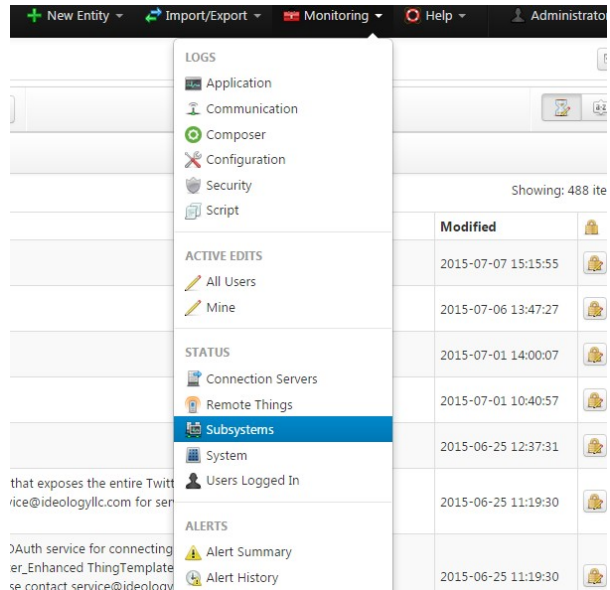 New Entity Import/Export Monitoring Help Administrator
LOGS
Application
Communication
Composer
Configuration
Security
Script
Showing: 488 ite
Modified
ACTIVE EDITS
All Users
Mine
2015-07-07 15:15:55
2015-07-06 13:47:27
STATUS
Connection Servers
Remote Things
Subsystems
System
Users Logged In
2015-07-01 14:00:07
2015-07-01 10:40:57
2015-06-25 12:37:31
that exposes the entire Twitt
vice@ideologyllc.com for ser
2015-06-25 11:19:30
ALERTS
Alert Summary
Alert History
OAuth service for connecting
er_Enhanced ThingTemplate
se contact service@ideology
2015-06-25 11:19:30